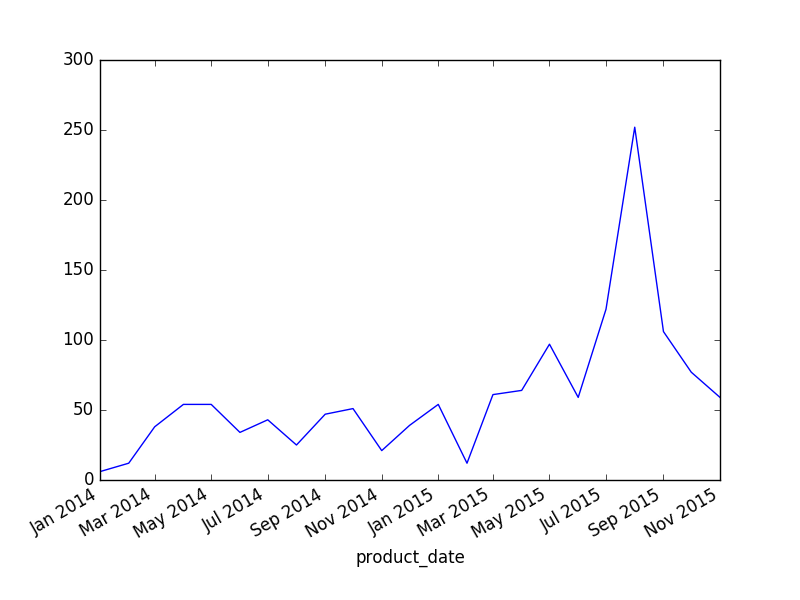 300
250
200
150
100
50
0
Jan 2014
Mar 2014
May 2014
Jul 2014
Sep 2014
Nov 2014
Jan 2015
Mar 2015
May 2015
Jul 2015
Sep 2015
Nov 2015
product_date